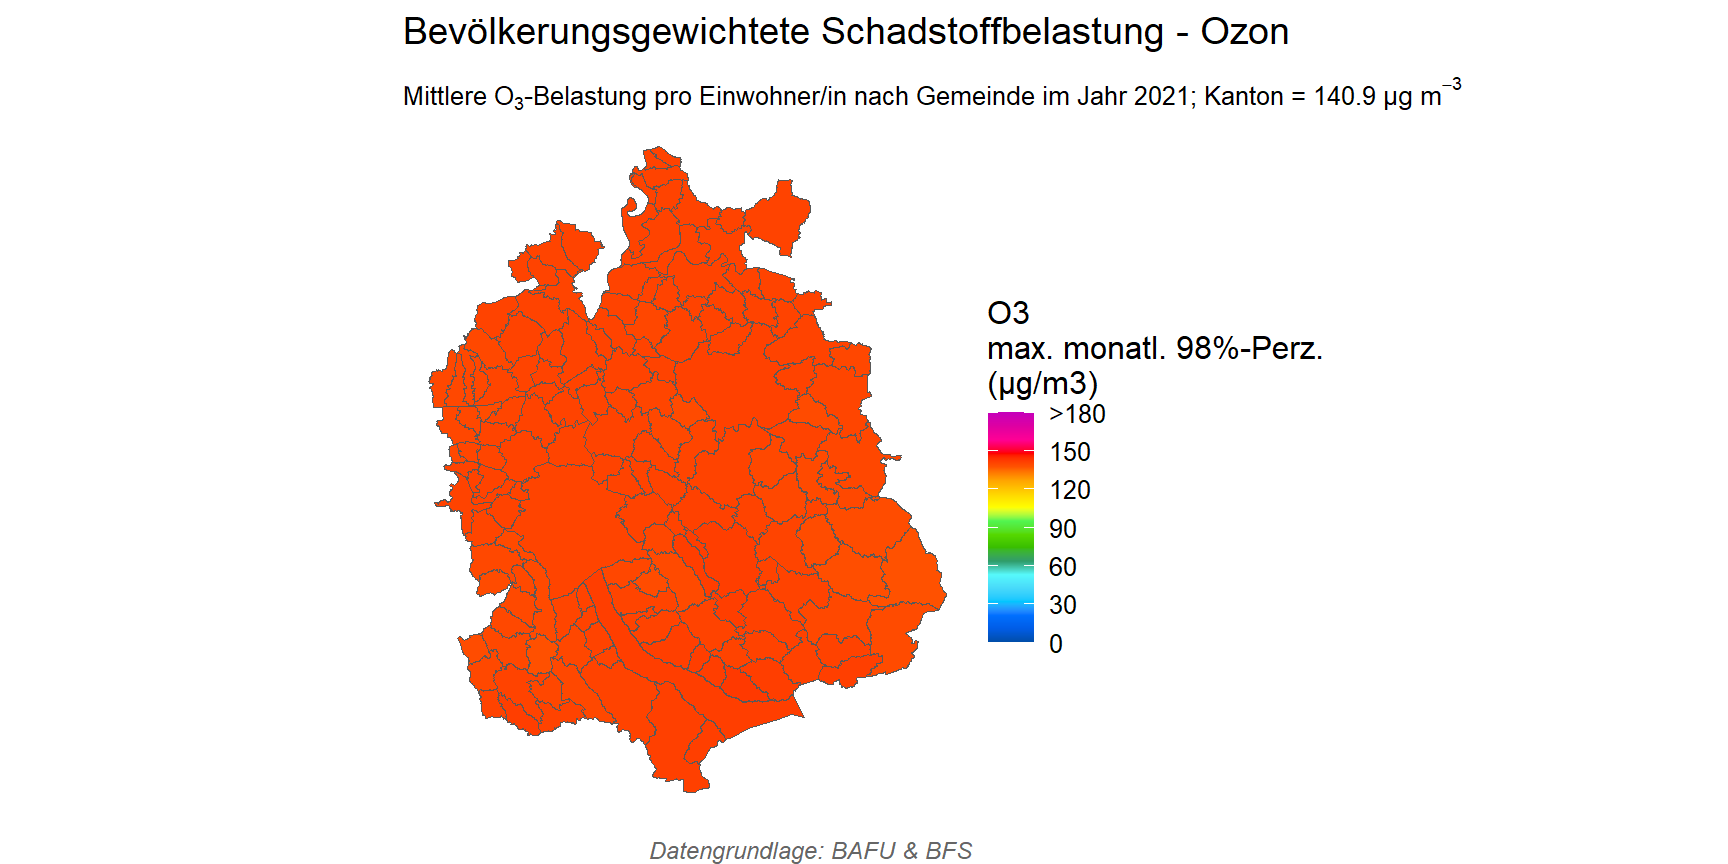 Bevölkerungsgewichtete Schadstoffbelastung - Ozon
Mittlere O₃-Belastung pro Einwohner/in nach Gemeinde im Jahr 2021; Kanton = 140.9 µg m⁻³
O3
max. monatl. 98%-Perz.
(µg/m3)
>180
150
120
90
60
30
0
Datengrundlage: BAFU & BFS